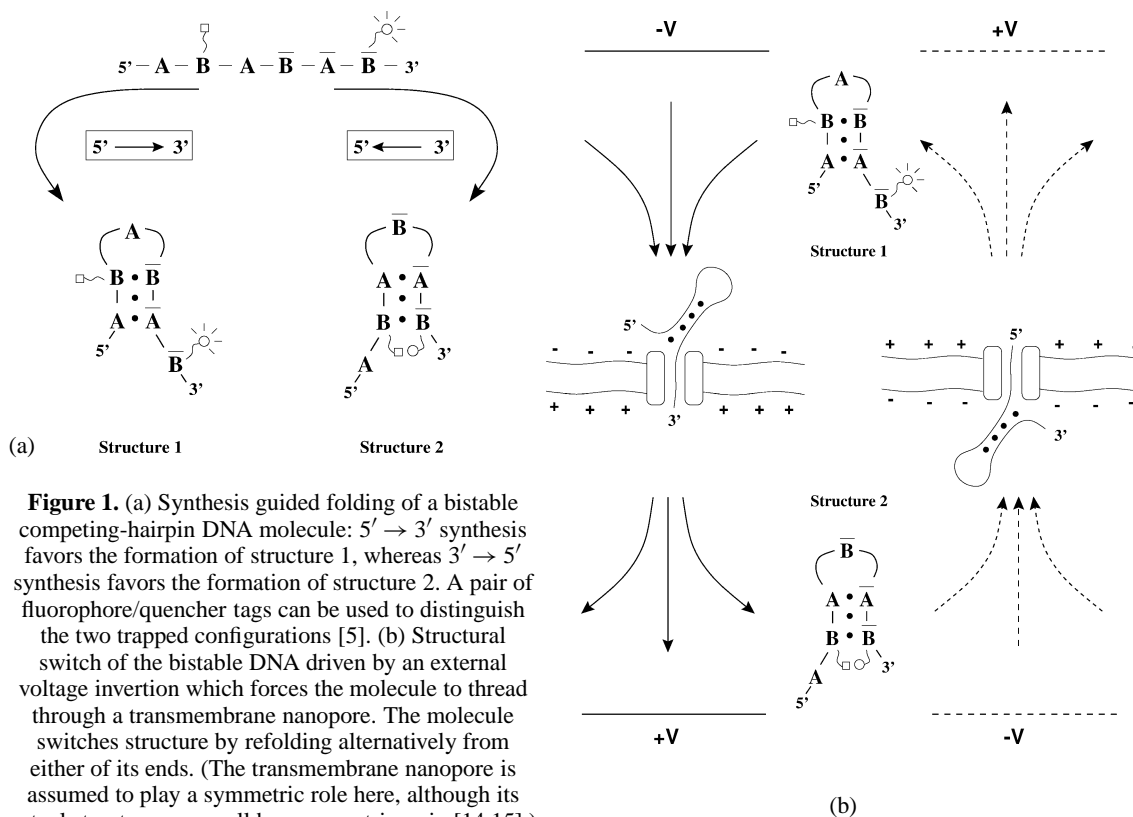 5' – A – B – A – B̅ – A̅ – B̅ – 3'
5' → 3'
5' ← 3'
A
B • B̅
A • A̅
5'
B̅
3'
B̅
A • A̅
B • B̅
A
3'
5'
(a)
Structure 1
Structure 2
Figure 1. (a) Synthesis guided folding of a bistable
competing-hairpin DNA molecule: 5′ → 3′ synthesis
favors the formation of structure 1, whereas 3′ → 5′
synthesis favors the formation of structure 2. A pair of
fluorophore/quencher tags can be used to distinguish
the two trapped configurations [5]. (b) Structural
switch of the bistable DNA driven by an external
voltage invertion which forces the molecule to thread
through a transmembrane nanopore. The molecule
switches structure by refolding alternatively from
either of its ends. (The transmembrane nanopore is
assumed to play a symmetric role here, although its
-V
+V
A
B • B̅
A • A̅
5'
B̅
3'
Structure 1
5'
- - - - - -
+ + + + + +
3'
5'
+ + + + +
- - - - -
3'
Structure 2
B̅
A • A̅
B • B̅
3'
A
5'
+V
-V
(b)